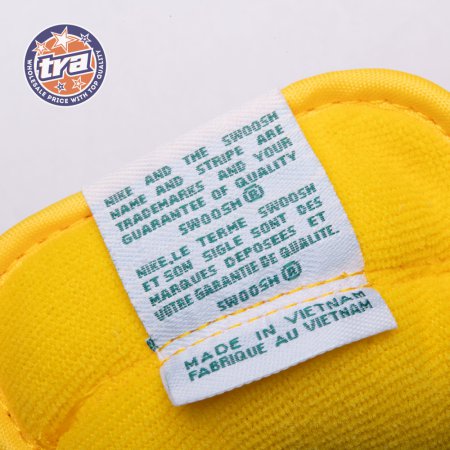 tra
WHOLESALE PRICE WITH TOP QUALITY
NIKE AND THE SWOOSH
NAME AND STRIPE ARE
TRADEMARKS AND YOUR
GUARANTEE OF QUALITY
SWOOSH®
NIKE.LE TERME SWOOSH
ET SON SIGLE SONT DES
MARQUES DEPOSEES ET
VOTRE GARANTIE DE QUALITE.
SWOOSH®
MADE IN VIETNAM
FABRIQUE AU VIETNAM